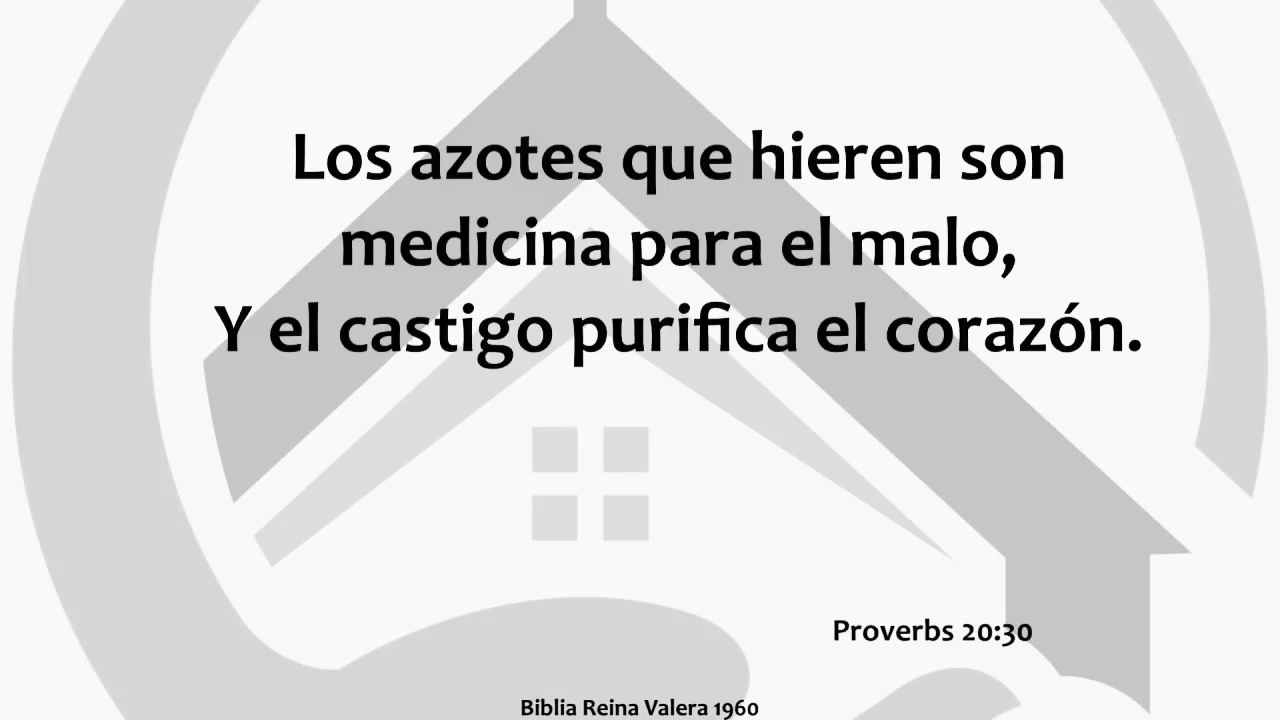 Los azotes que hieren son
medicina para el malo,
Y el castigo purifica el corazón.
Proverbs 20:30
Biblia Reina Valera 1960